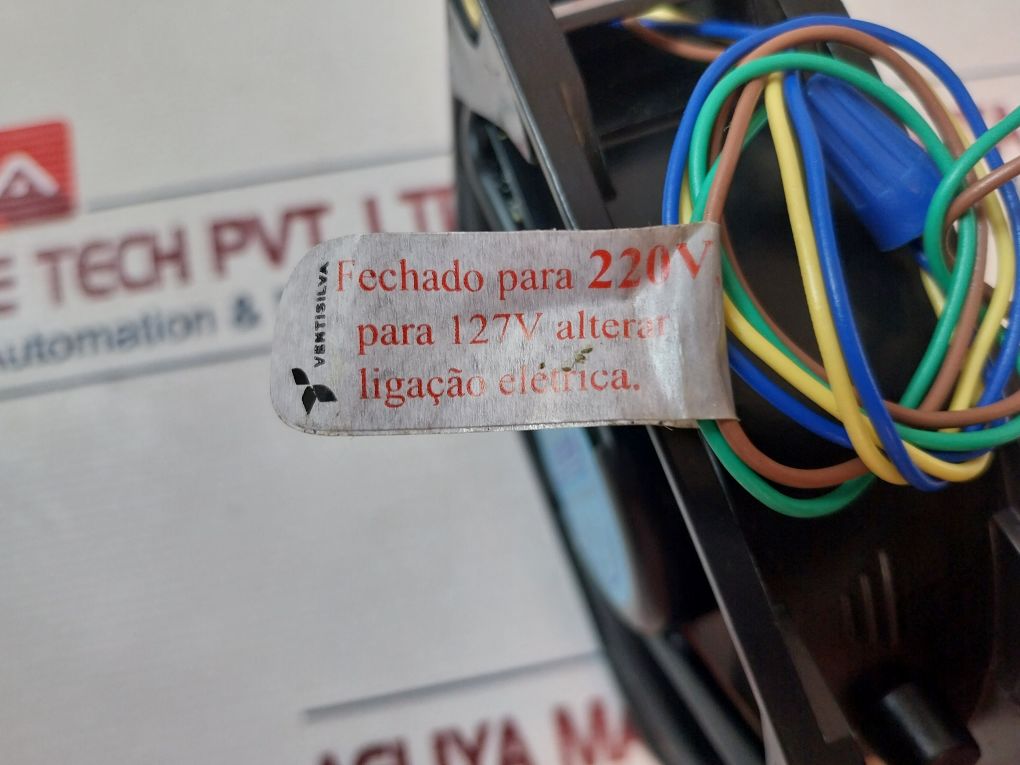 E TECH PVT. LT
Automation &
VENTISILVA
Fechado para 220V,
para 127V alterar
ligação elétrica.